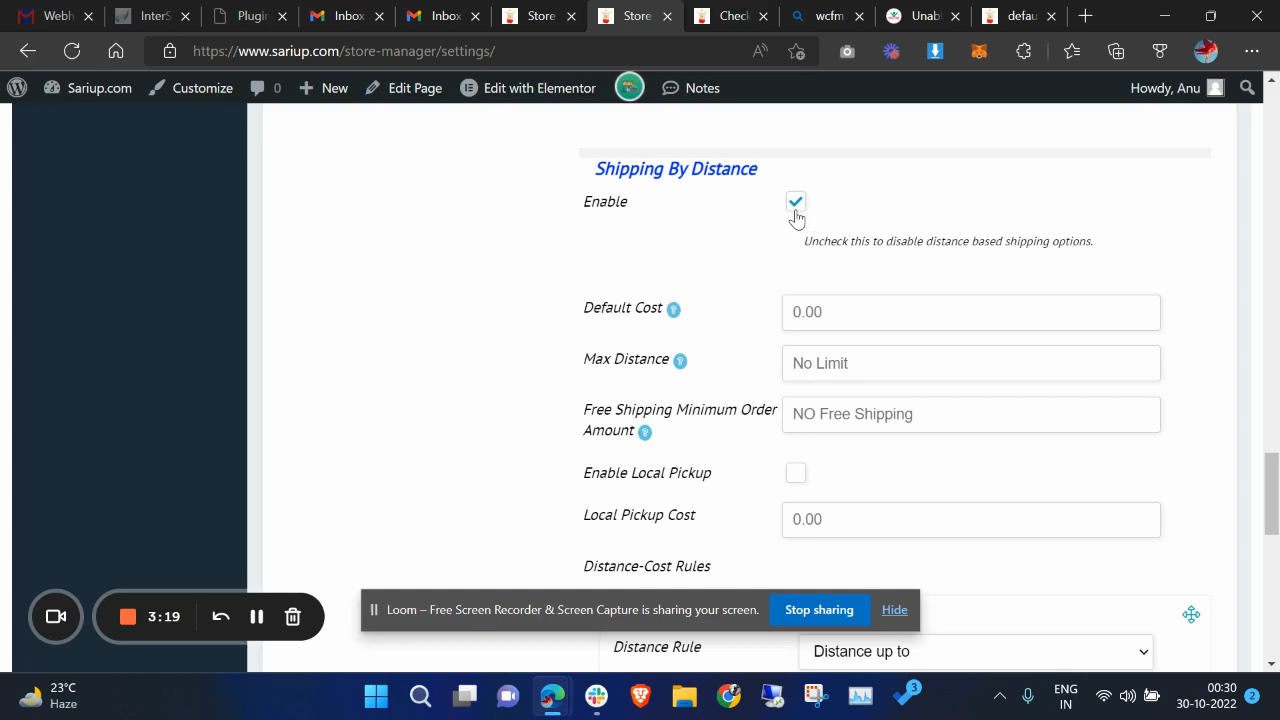 Webh
InterS
Plugir
Inbox
Inbox
Store
Store
Check
wcfm
Unabl
defau
https://www.sariup.com/store-manager/settings/
Sariup.com
Customize
0
New
Edit Page
Edit with Elementor
Notes
Howdy, Anu
Shipping By Distance
Enable
Uncheck this to disable distance based shipping options.
Default Cost ?
0.00
Max Distance ?
No Limit
Free Shipping Minimum Order
Amount ?
NO Free Shipping
Enable Local Pickup
Local Pickup Cost
0.00
Distance-Cost Rules
3:19
Loom – Free Screen Recorder & Screen Capture is sharing your screen.
Stop sharing
Hide
Distance Rule
Distance up to
23°C
Haze
3
ENG
IN
00:30
30-10-2022
2